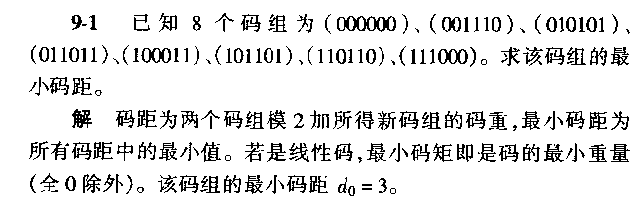 9-1 已知 8 个码组为(000000)、(001110)、(010101)、
(011011)、(100011)、(101101)、(110110)、(111000)。求该码组的最
小码距。
解 码距为两个码组模 2 加所得新码组的码重,最小码距为
所有码距中的最小值。若是线性码,最小码矩即是码的最小重量
(全 0 除外)。该码组的最小码距 d₀ = 3。